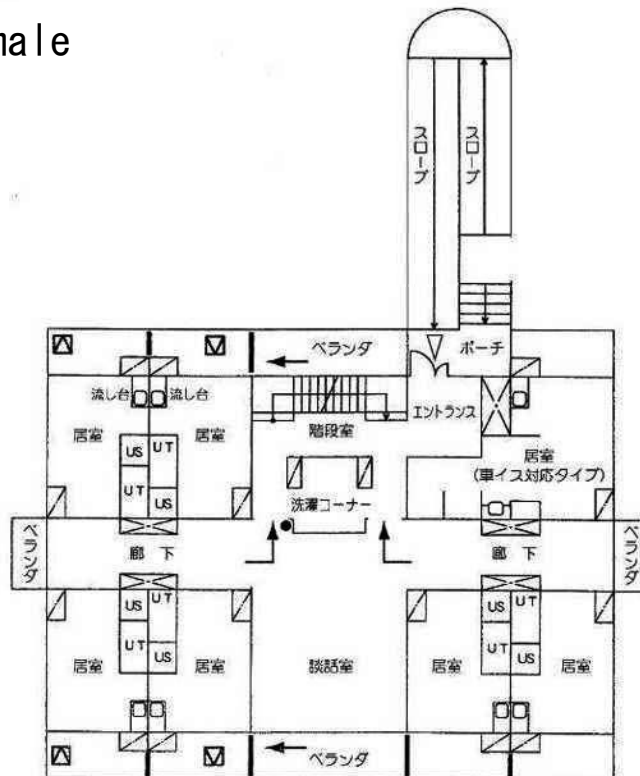 male
スロープ
スロープ
ベランダ
ポーチ
流し台
流し台
階段室
エントランス
居室
居室
居室
(車イス対応タイプ)
US
UT
UT
US
洗濯コーナー
ベランダ
廊下
廊下
ベランダ
US
UT
UT
US
US
UT
UT
US
居室
居室
談話室
居室
居室
ベランダ